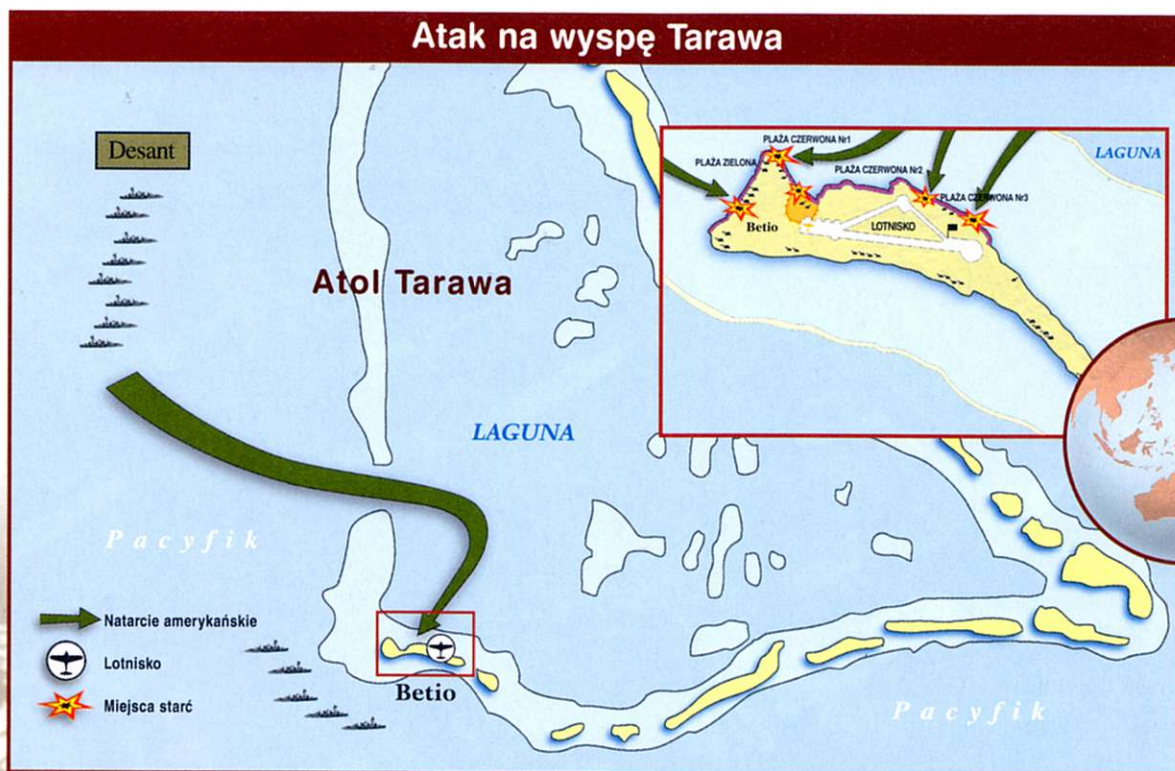 Atak na wyspę Tarawa
Desant
PLAŻA CZERWONA Nr1
LAGUNA
PLAŻA ZIELONA
PLAŻA CZERWONA Nr2
PLAŻA CZERWONA Nr3
Betio
LOTNISKO
Atol Tarawa
LAGUNA
Pacyfik
Natarcie amerykańskie
Lotnisko
Betio
Miejsca starć
Pacyfik